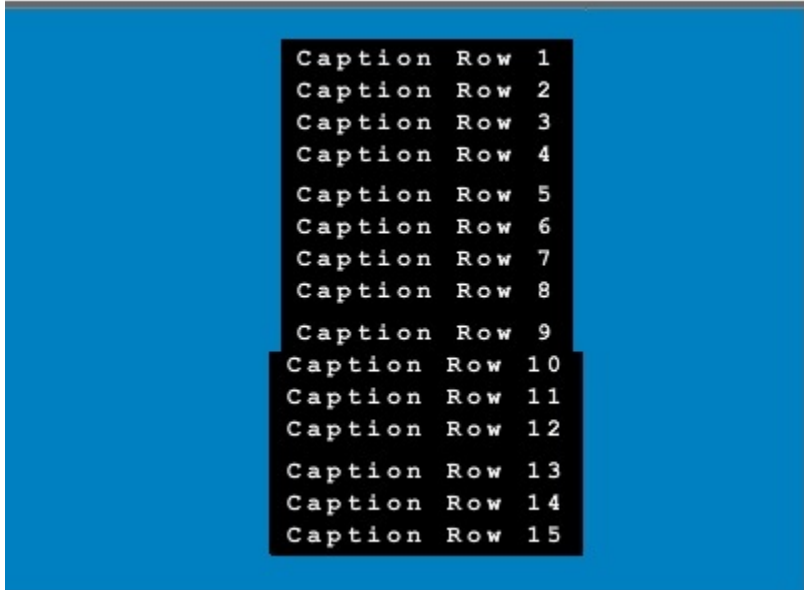 Caption Row 1
Caption Row 2
Caption Row 3
Caption Row 4
Caption Row 5
Caption Row 6
Caption Row 7
Caption Row 8
Caption Row 9
Caption Row 10
Caption Row 11
Caption Row 12
Caption Row 13
Caption Row 14
Caption Row 15